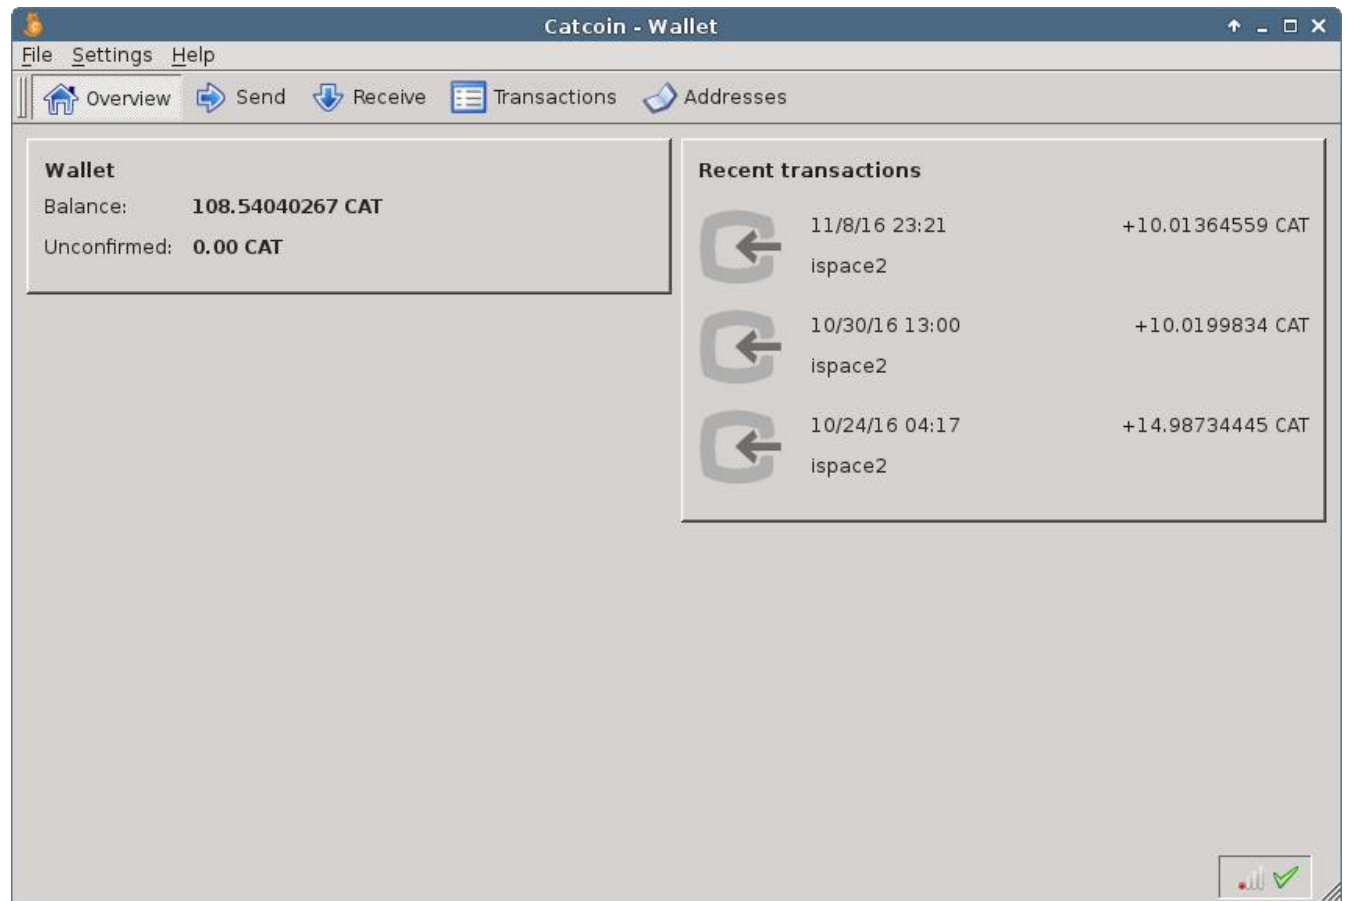 Catcoin - Wallet
File Settings Help
Overview Send Receive Transactions Addresses
Wallet
Balance: 108.54040267 CAT
Unconfirmed: 0.00 CAT
Recent transactions
11/8/16 23:21 +10.01364559 CAT
ispace2
10/30/16 13:00 +10.0199834 CAT
ispace2
10/24/16 04:17 +14.98734445 CAT
ispace2